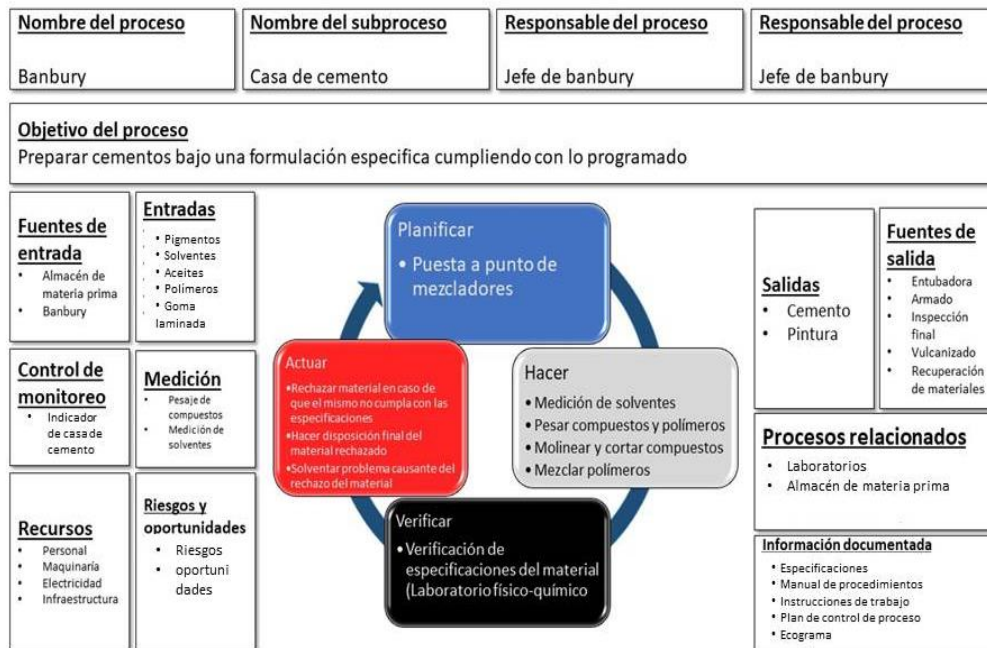 Nombre del proceso
Banbury
Nombre del subproceso
Casa de cemento
Responsable del proceso
Jefe de banbury
Responsable del proceso
Jefe de banbury
Objetivo del proceso
Preparar cementos bajo una formulación especifica cumpliendo con lo programado
Fuentes de
entrada
• Almacén de
materia prima
• Banbury
Entradas
• Pigmentos
• Solventes
• Aceites
• Polímeros
• Goma
laminada
Control de
monitoreo
• Indicador
de casa de
cemento
Medición
• Pesaje de
compuestos
• Medición de
solventes
Recursos
• Personal
• Maquinaría
• Electricidad
• Infraestructura
Riesgos y
oportunidades
• Riesgos
• oportuni
dades
Planificar
• Puesta a punto de
mezcladores
Hacer
• Medición de solventes
• Pesar compuestos y polímeros
• Molinear y cortar compuestos
• Mezclar polímeros
Verificar
• Verificación de
especificaciones del material
(Laboratorio físico-químico
Actuar
•Rechazar material en caso de
que el mismo no cumpla con las
especificaciones
•Hacer disposición final del
material rechazado
•Solventar problema causante del
rechazo del material
Salidas
• Cemento
• Pintura
Fuentes de
salida
• Entubadora
• Armado
• Inspección
final
• Vulcanizado
• Recuperación
de materiales
Procesos relacionados
• Laboratorios
• Almacén de materia prima
Información documentada
• Especificaciones
• Manual de procedimientos
• Instrucciones de trabajo
• Plan de control de proceso
• Ecograma